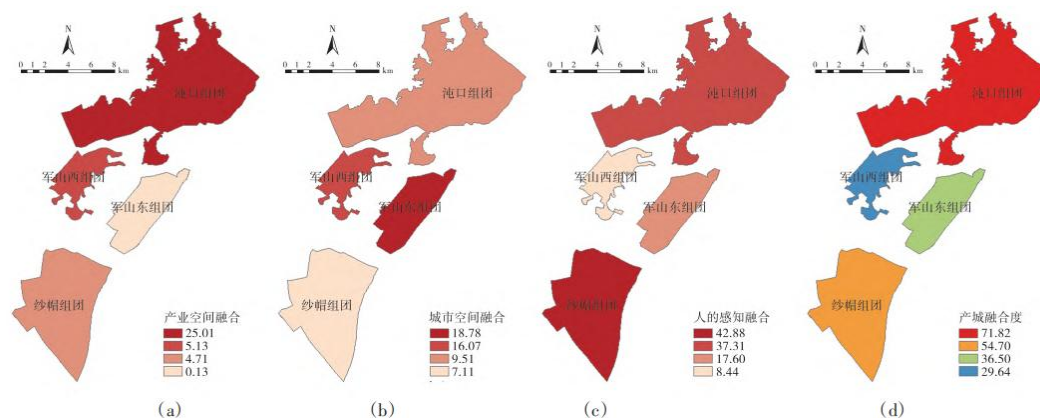 N
0 1 2 4 6 8
km
沌口组团
军山西组团
军山东组团
纱帽组团
产业空间融合
25.01
5.13
4.71
0.13
(a)
N
0 1 2 4 6 8
km
沌口组团
军山西组团
军山东组团
纱帽组团
城市空间融合
18.78
16.07
9.51
7.11
(b)
N
0 1 2 4 6 8
km
沌口组团
军山西组团
军山东组团
纱帽组团
人的感知融合
42.88
37.31
17.60
8.44
(c)
N
0 1 2 4 6 8
km
沌口组团
军山西组团
军山东组团
纱帽组团
产城融合度
71.82
54.70
36.50
29.64
(d)